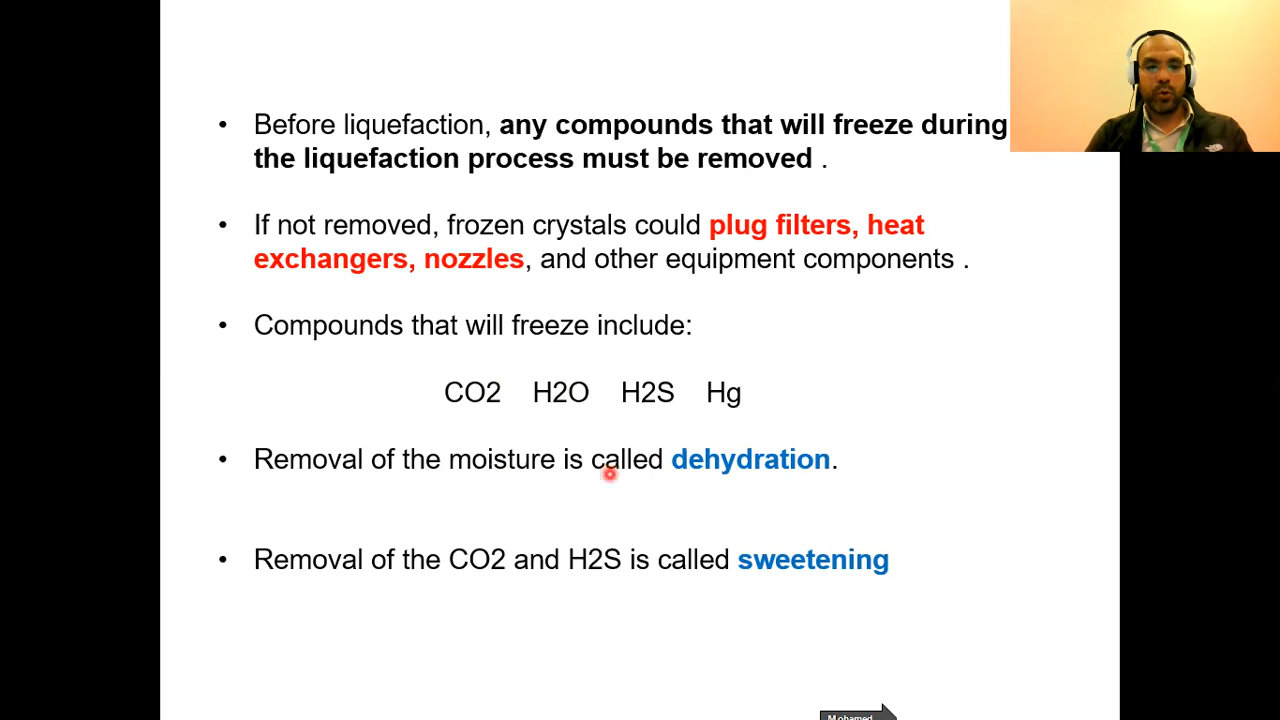 • Before liquefaction, any compounds that will freeze during
the liquefaction process must be removed .
• If not removed, frozen crystals could plug filters, heat
exchangers, nozzles, and other equipment components .
• Compounds that will freeze include:
CO2 H2O H2S Hg
• Removal of the moisture is called dehydration.
• Removal of the CO2 and H2S is called sweetening
Mohamed